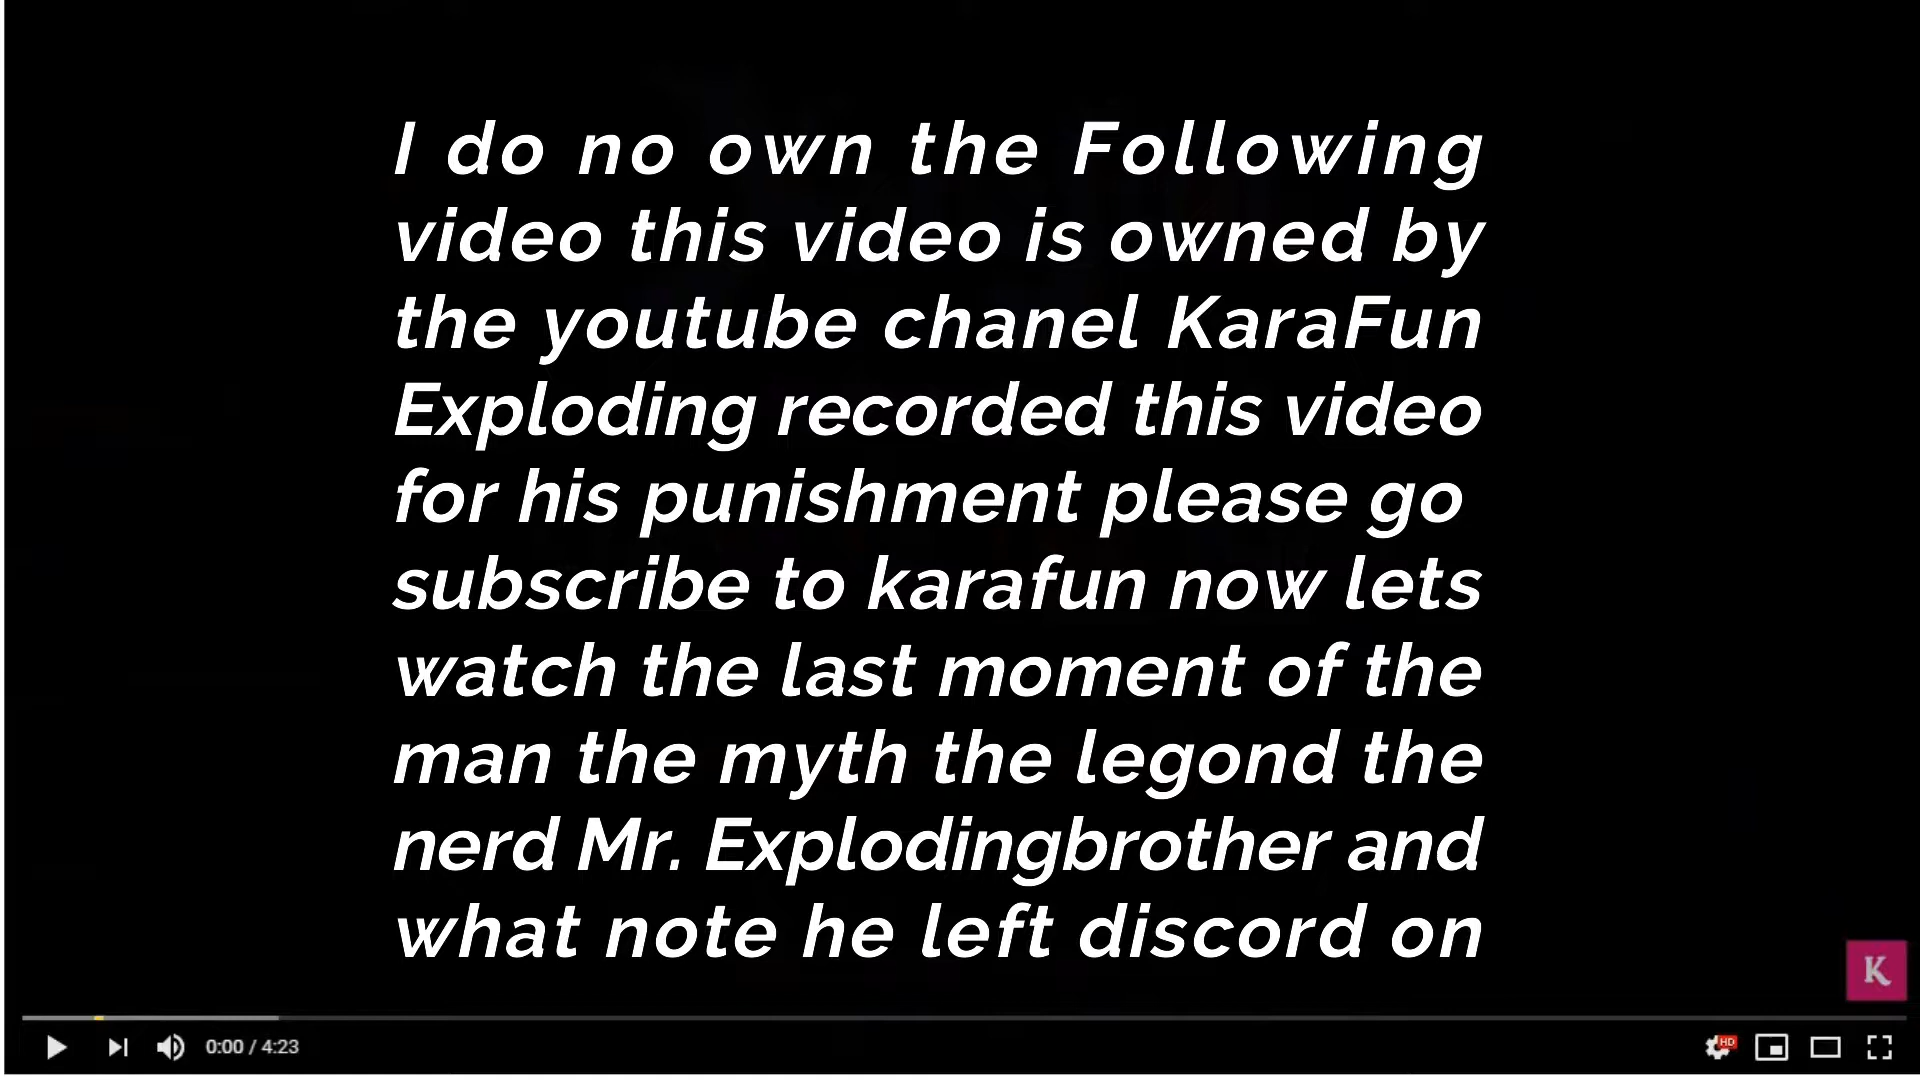 I do no own the Following
video this video is owned by
the youtube chanel KaraFun
Exploding recorded this video
for his punishment please go
subscribe to karafun now lets
watch the last moment of the
man the myth the legond the
nerd Mr. Explodingbrother and
what note he left discord on
K
0:00 / 4:23
HD